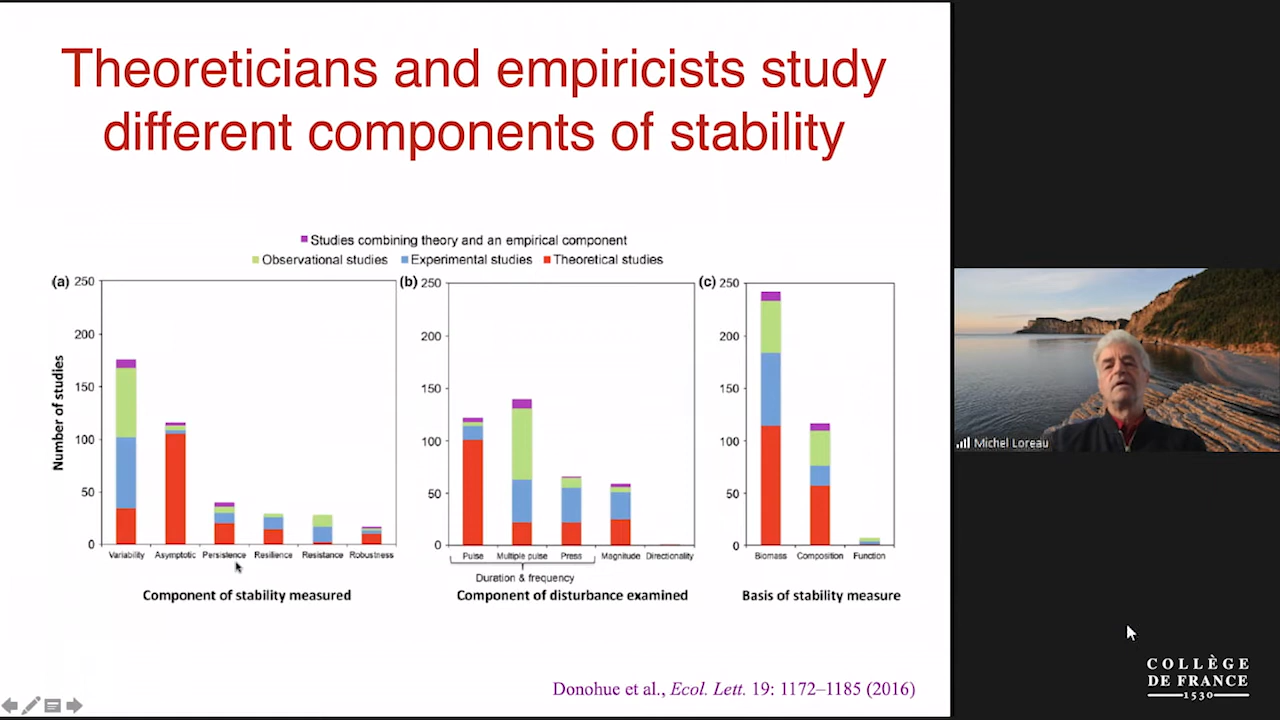 Theoreticians and empiricists study
different components of stability
Studies combining theory and an empirical component
Observational studies Experimental studies Theoretical studies
(a) 250
200
150
100
50
0
Number of studies
Variability Asymptotic Persistence Resilience Resistance Robustness
Component of stability measured
(b) 250
200
150
100
50
0
Pulse Multiple pulse Press Magnitude Directionality
Duration & frequency
Component of disturbance examined
(c) 250
200
150
100
50
0
Biomass Composition Function
Basis of stability measure
Donohue et al., Ecol. Lett. 19: 1172–1185 (2016)
Michel Loreau
COLLÈGE
DE FRANCE
1530